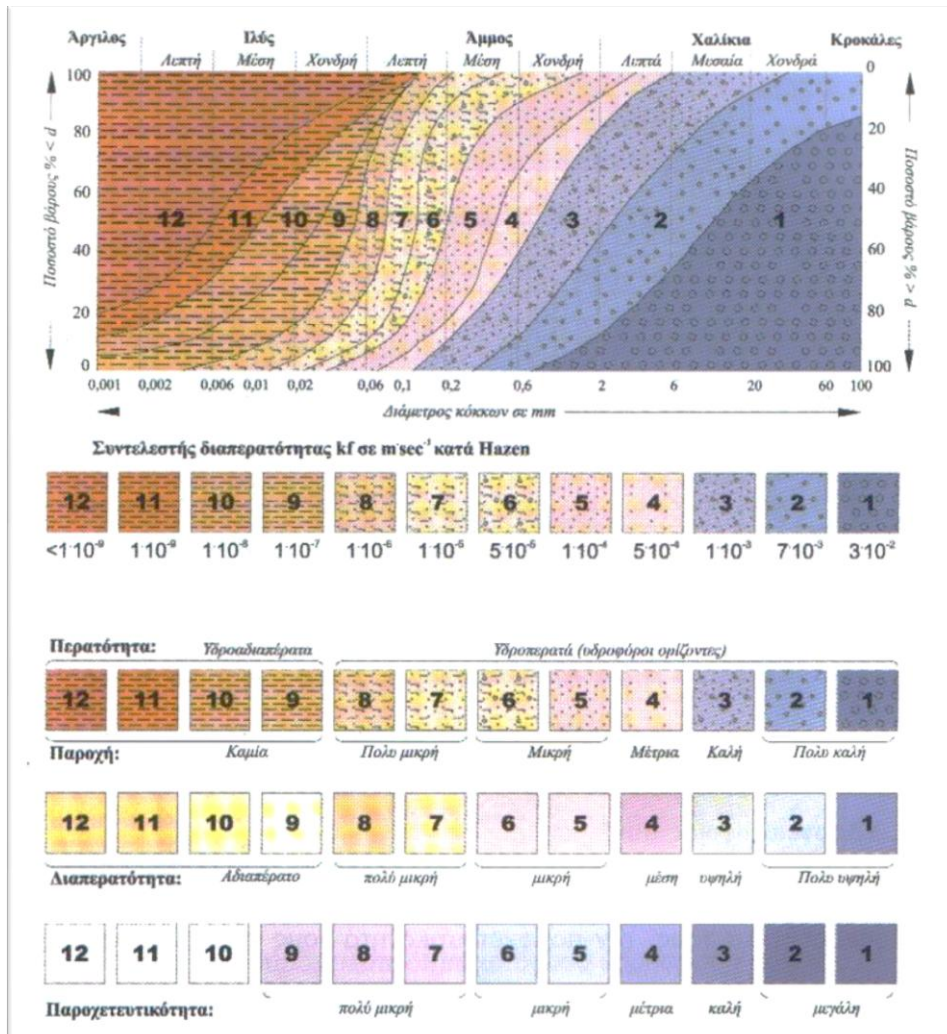 Άργιλος Ιλύς Άμμος Χαλίκια Κροκάλες
Λεπτή Μέση Χονδρή Λεπτή Μέση Χονδρή Λεπτά Μεσαία Χονδρά
Ποσοστό βάρους % < d
100
80
60
40
20
0
12 11 10 9 8 7 6 5 4 3 2 1
0
20
40
60
80
100
Ποσοστό βάρους % > d
0,001 0,002 0,006 0,01 0,02 0,06 0,1 0,2 0,6 2 6 20 60 100
Διάμετρος κόκκων σε mm
Συντελεστής διαπερατότητας kf σε m·sec⁻¹ κατά Hazen
12 11 10 9 8 7 6 5 4 3 2 1
<1·10⁻⁹ 1·10⁻⁹ 1·10⁻⁸ 1·10⁻⁷ 1·10⁻⁶ 1·10⁻⁵ 1·10⁻⁴ 5·10⁻⁴ 1·10⁻³ 7·10⁻³ 3·10⁻²
Περατότητα: Υδροαδιαπέρατα Υδροπερατά (υδροφόροι ορίζοντες)
12 11 10 9 8 7 6 5 4 3 2 1
Παροχή: Καμία Πολυ μικρή Μικρή Μέτρια Καλή Πολυ καλή
12 11 10 9 8 7 6 5 4 3 2 1
Διαπερατότητα: Αδιαπέρατο πολύ μικρή μικρή μέση υψηλή Πολυ υψηλή
12 11 10 9 8 7 6 5 4 3 2 1
Παροχετευτικότητα: πολύ μικρή μικρή μέτρια καλή μεγάλη